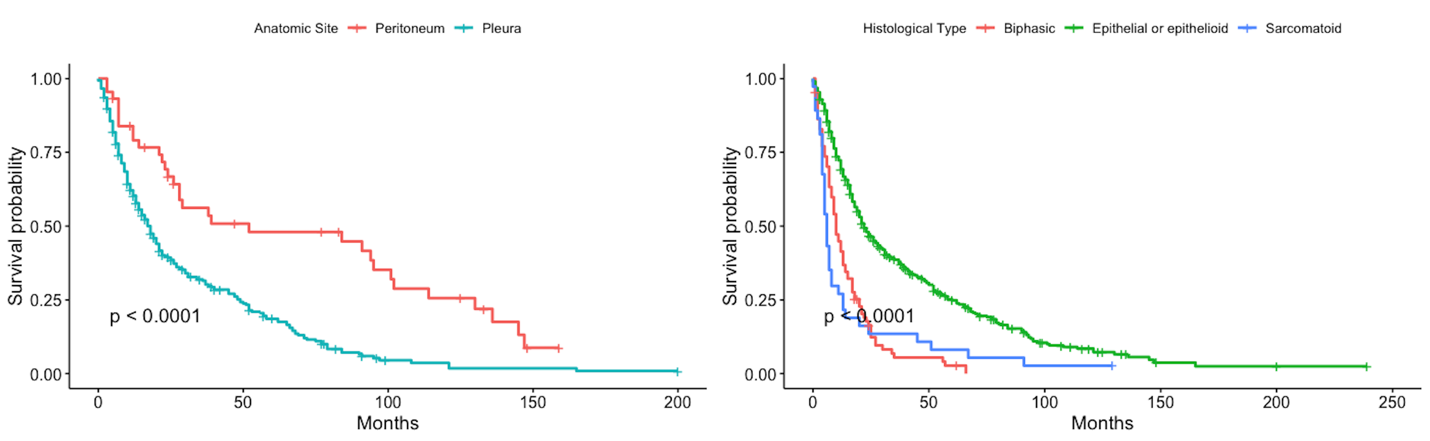 Anatomic Site Peritoneum Pleura
Survival probability
1.00
0.75
0.50
0.25
0.00
p < 0.0001
0 50 100 150 200
Months
Histological Type Biphasic Epithelial or epithelioid Sarcomatoid
Survival probability
1.00
0.75
0.50
0.25
0.00
p < 0.0001
0 50 100 150 200 250
Months